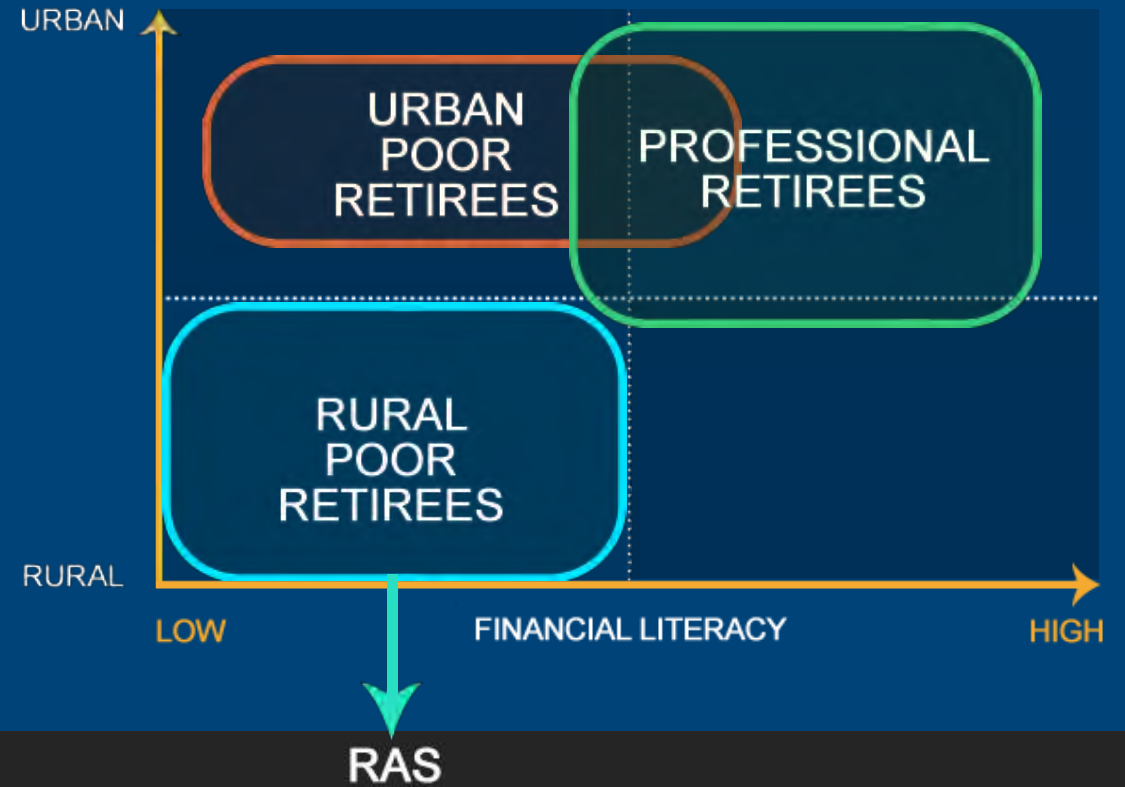 URBAN
URBAN
POOR
RETIREES
PROFESSIONAL
RETIREES
RURAL
POOR
RETIREES
RURAL
LOW
FINANCIAL LITERACY
HIGH
RAS